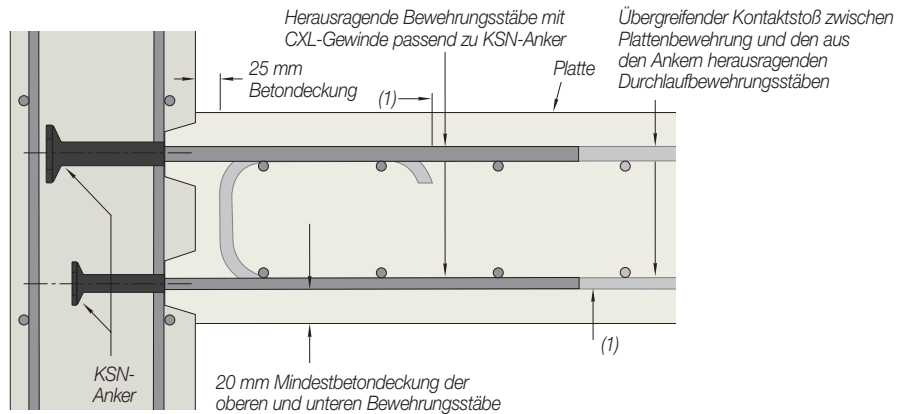 Herausragende Bewehrungsstäbe mit
CXL-Gewinde passend zu KSN-Anker
Übergreifender Kontaktstoß zwischen
Plattenbewehrung und den aus
den Ankern herausragenden
Durchlaufbewehrungsstäben
25 mm
Betondeckung
(1)
Platte
(1)
KSN-
Anker
20 mm Mindestbetondeckung der
oberen und unteren Bewehrungsstäbe